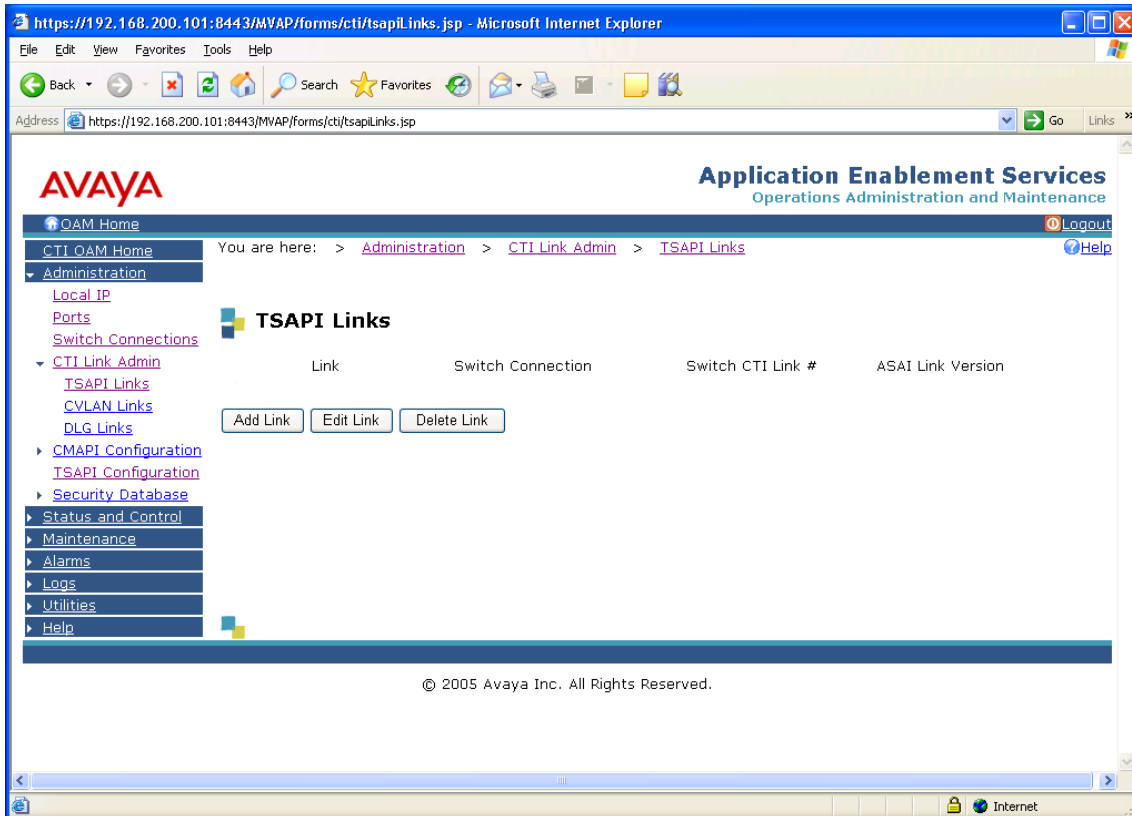 https://192.168.200.101:8443/MVAP/forms/cti/tsapiLinks.jsp - Microsoft Internet Explorer
File Edit View Favorites Tools Help
Back Search Favorites
Address https://192.168.200.101:8443/MVAP/forms/cti/tsapiLinks.jsp Go Links »
AVAYA
Application Enablement Services
Operations Administration and Maintenance
OAM Home Logout
CTI OAM Home
You are here: > Administration > CTI Link Admin > TSAPI Links
Help
Administration
Local IP
Ports
Switch Connections
CTI Link Admin
TSAPI Links
CVLAN Links
DLG Links
CMAPI Configuration
TSAPI Configuration
Security Database
Status and Control
Maintenance
Alarms
Logs
Utilities
Help
TSAPI Links
Link Switch Connection Switch CTI Link # ASAI Link Version
Add Link Edit Link Delete Link
© 2005 Avaya Inc. All Rights Reserved.
Internet